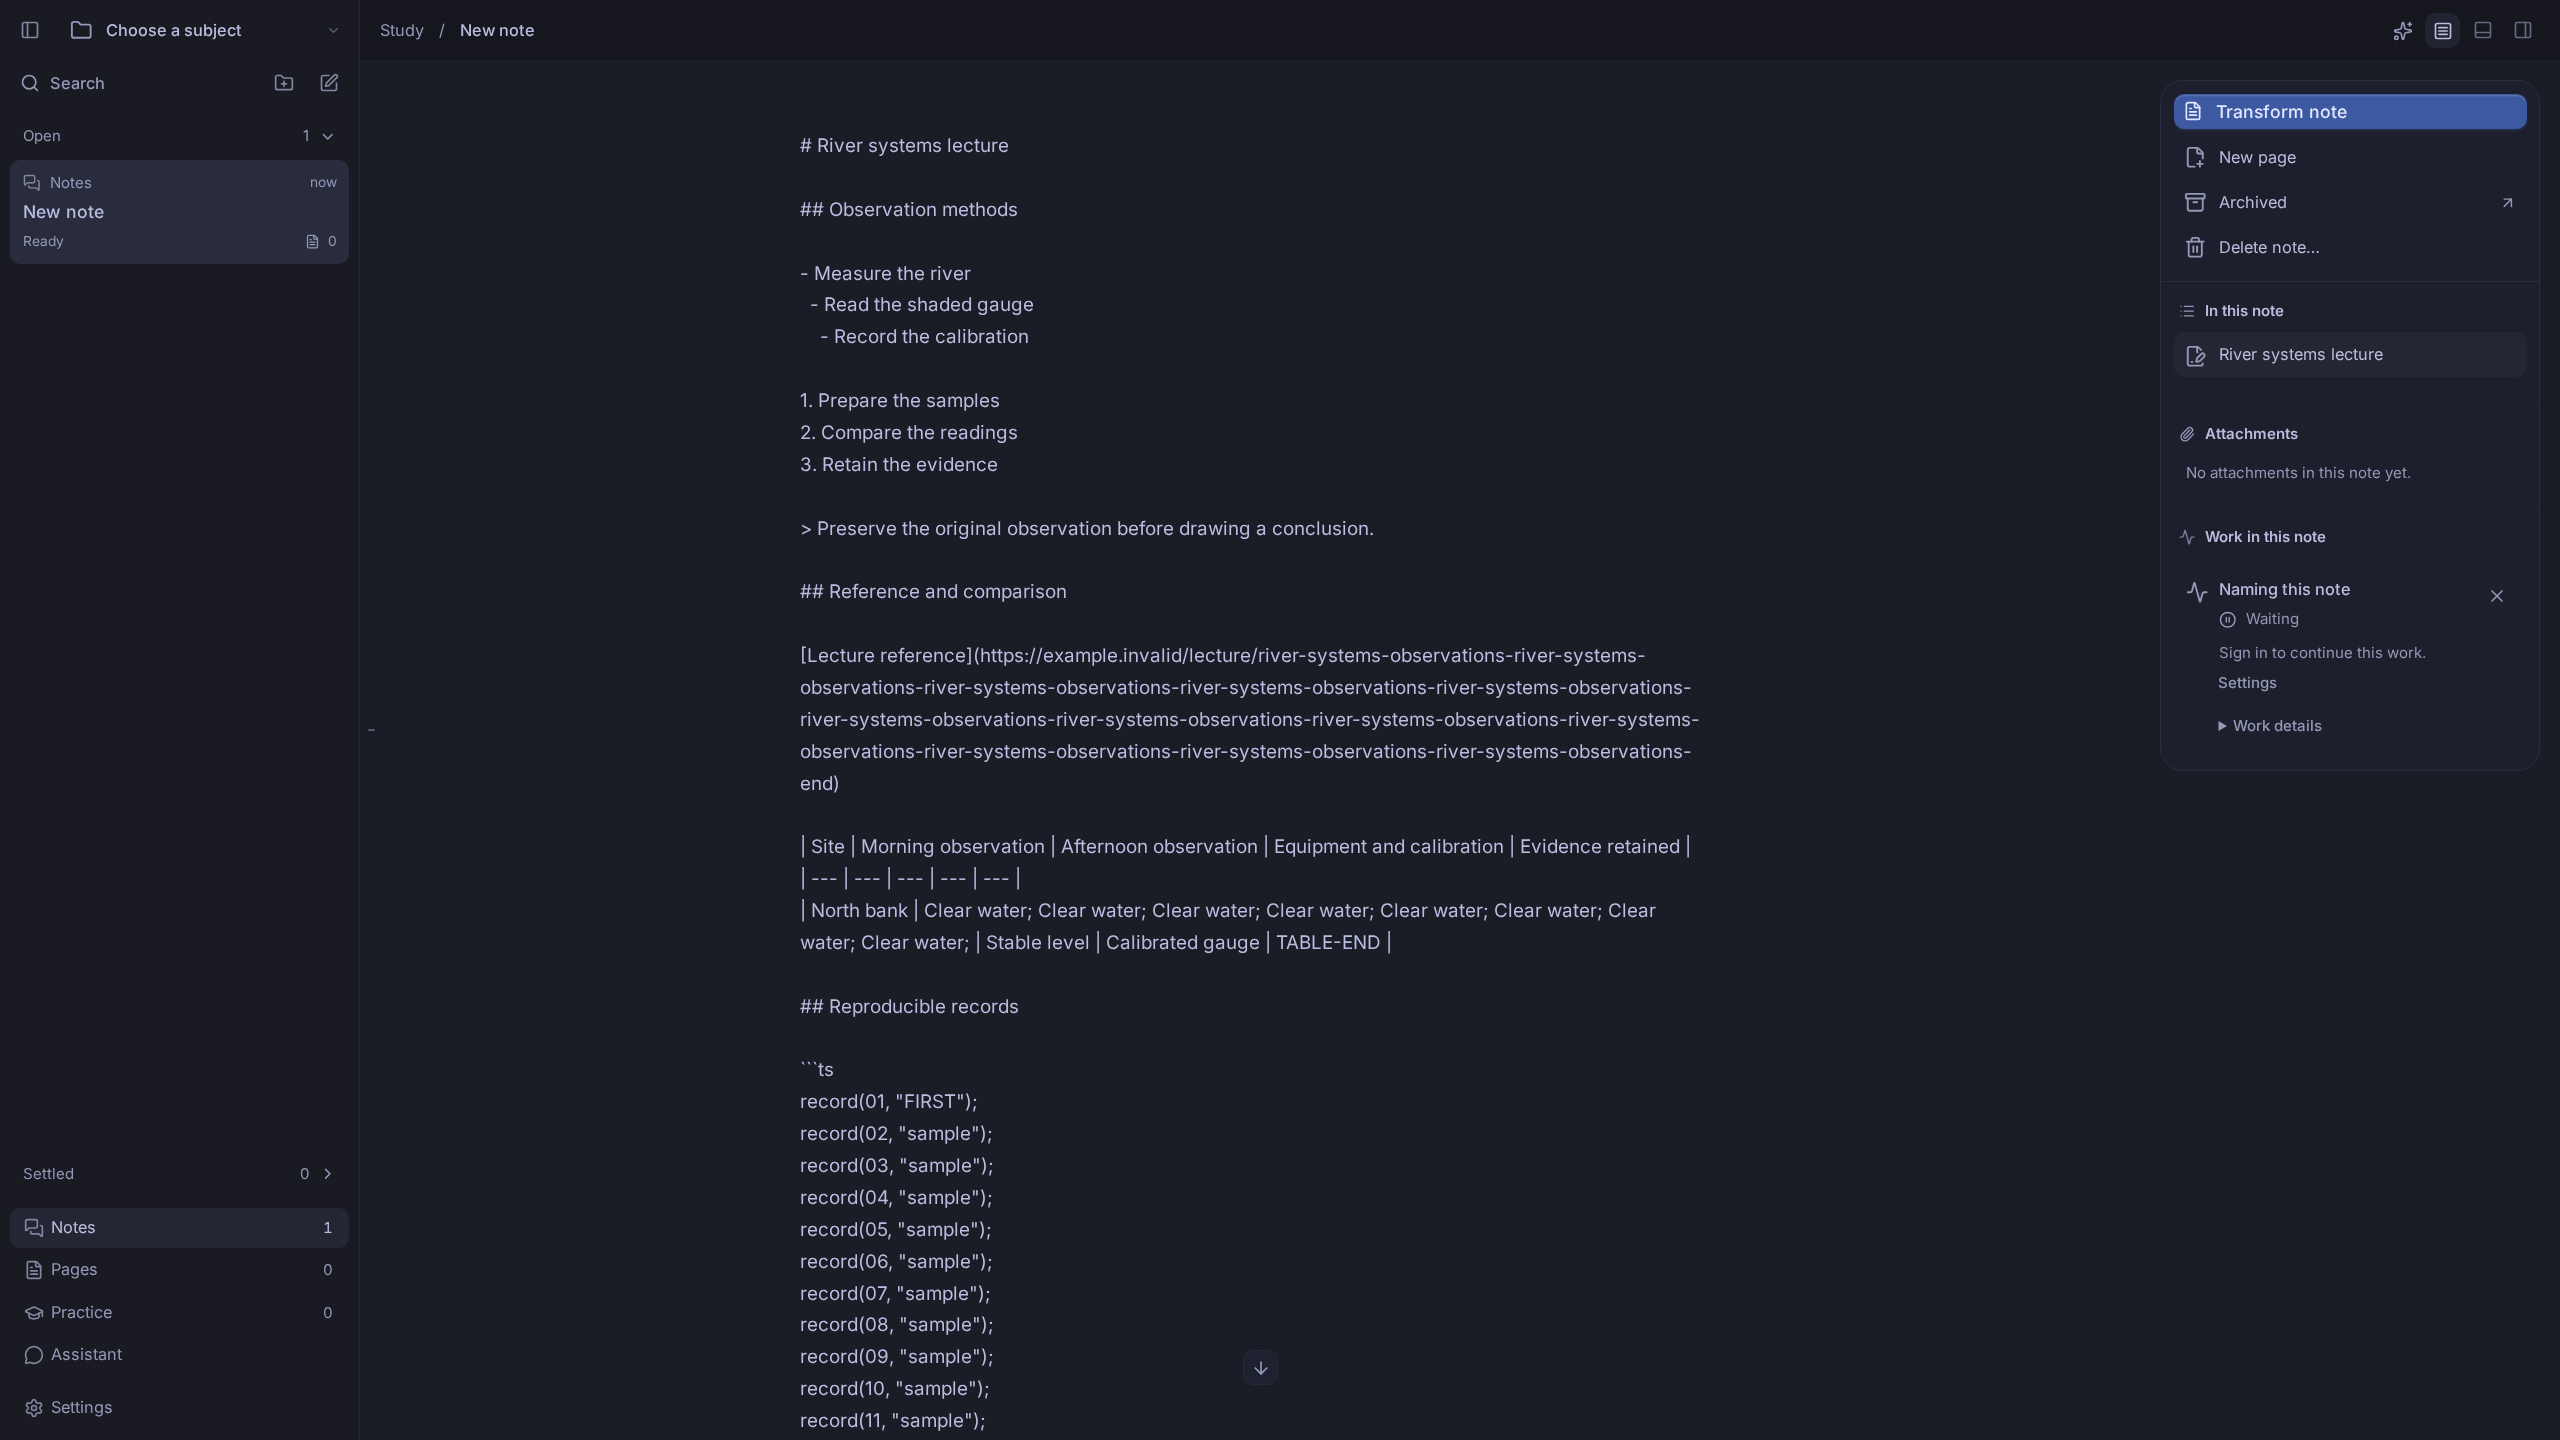 Choose a subject
Search
Open 1
Notes now
New note
Ready 0
Settled 0
Notes 1
Pages 0
Practice 0
Assistant
Settings
Study / New note
# River systems lecture
## Observation methods
- Measure the river
- Read the shaded gauge
- Record the calibration
1. Prepare the samples
2. Compare the readings
3. Retain the evidence
> Preserve the original observation before drawing a conclusion.
## Reference and comparison
[Lecture reference](https://example.invalid/lecture/river-systems-observations-river-systems-
observations-river-systems-observations-river-systems-observations-river-systems-observations-
river-systems-observations-river-systems-observations-river-systems-observations-river-systems-
observations-river-systems-observations-river-systems-observations-river-systems-observations-
end)
| Site | Morning observation | Afternoon observation | Equipment and calibration | Evidence retained |
| --- | --- | --- | --- | --- |
| North bank | Clear water; Clear water; Clear water; Clear water; Clear water; Clear water; Clear
water; Clear water; | Stable level | Calibrated gauge | TABLE-END |
## Reproducible records
```ts
record(01, "FIRST");
record(02, "sample");
record(03, "sample");
record(04, "sample");
record(05, "sample");
record(06, "sample");
record(07, "sample");
record(08, "sample");
record(09, "sample");
record(10, "sample");
record(11, "sample");
Transform note
New page
Archived
Delete note...
In this note
River systems lecture
Attachments
No attachments in this note yet.
Work in this note
Naming this note
Waiting
Sign in to continue this work.
Settings
Work details